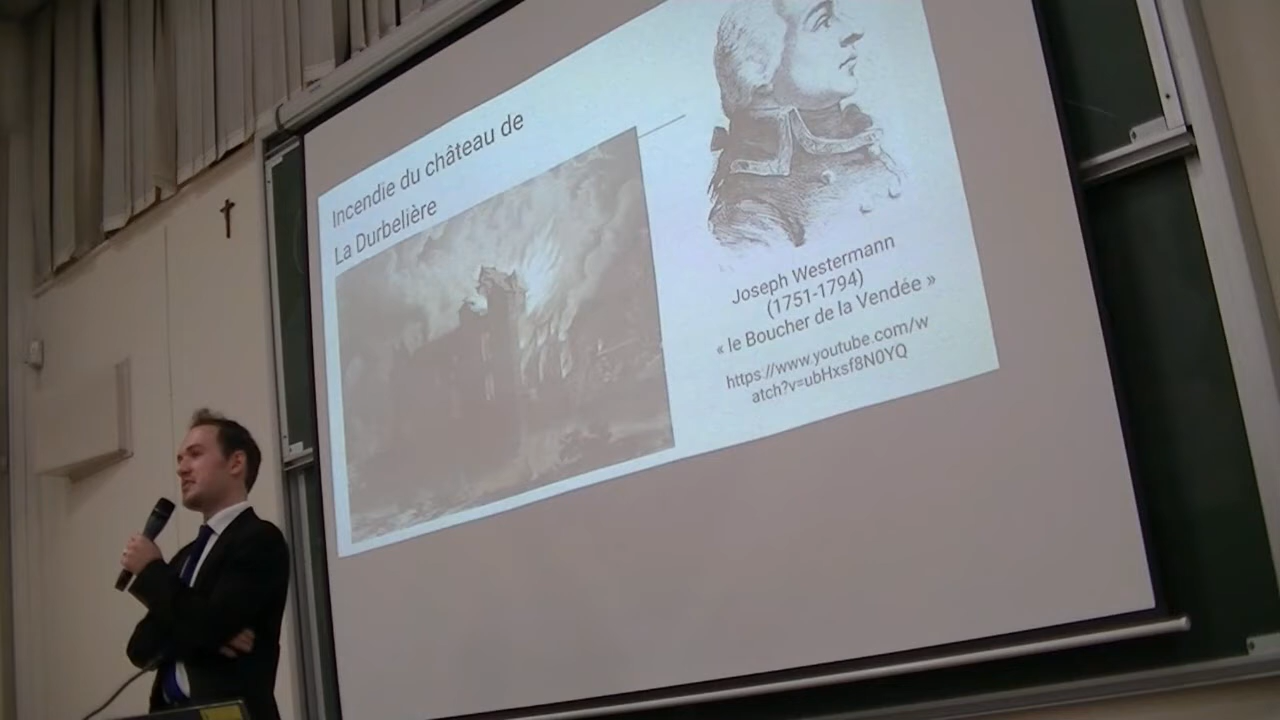 Incendie du château de
La Durbelière
Joseph Westermann
(1751-1794)
« le Boucher de la Vendée »
https://www.youtube.com/w
atch?v=ubHxsf8N0YQ